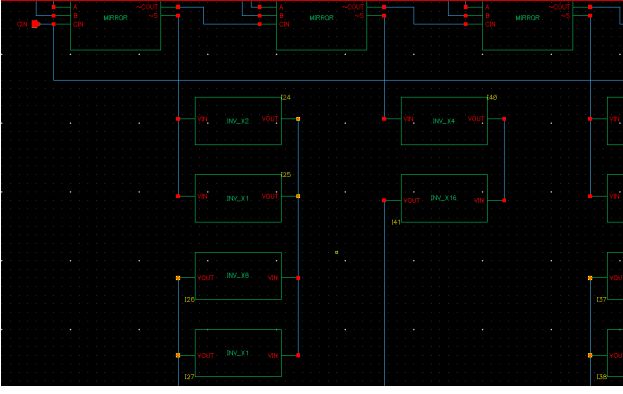 A
B
CIN
CIN
MIRROR
~COUT
~S
A
B
CIN
MIRROR
~COUT
~S
A
B
CIN
MIRROR
~COUT
~S
I24
VIN
INV_X2
VOUT
I40
VIN
INV_X4
VOUT
VIN
I25
VIN
INV_X1
VOUT
VOUT
INV_X16
VIN
I41
VIN
VOUT
INV_X8
VIN
I26
VOUT
I37
VOUT
INV_X1
VIN
I27
VOUT
I38